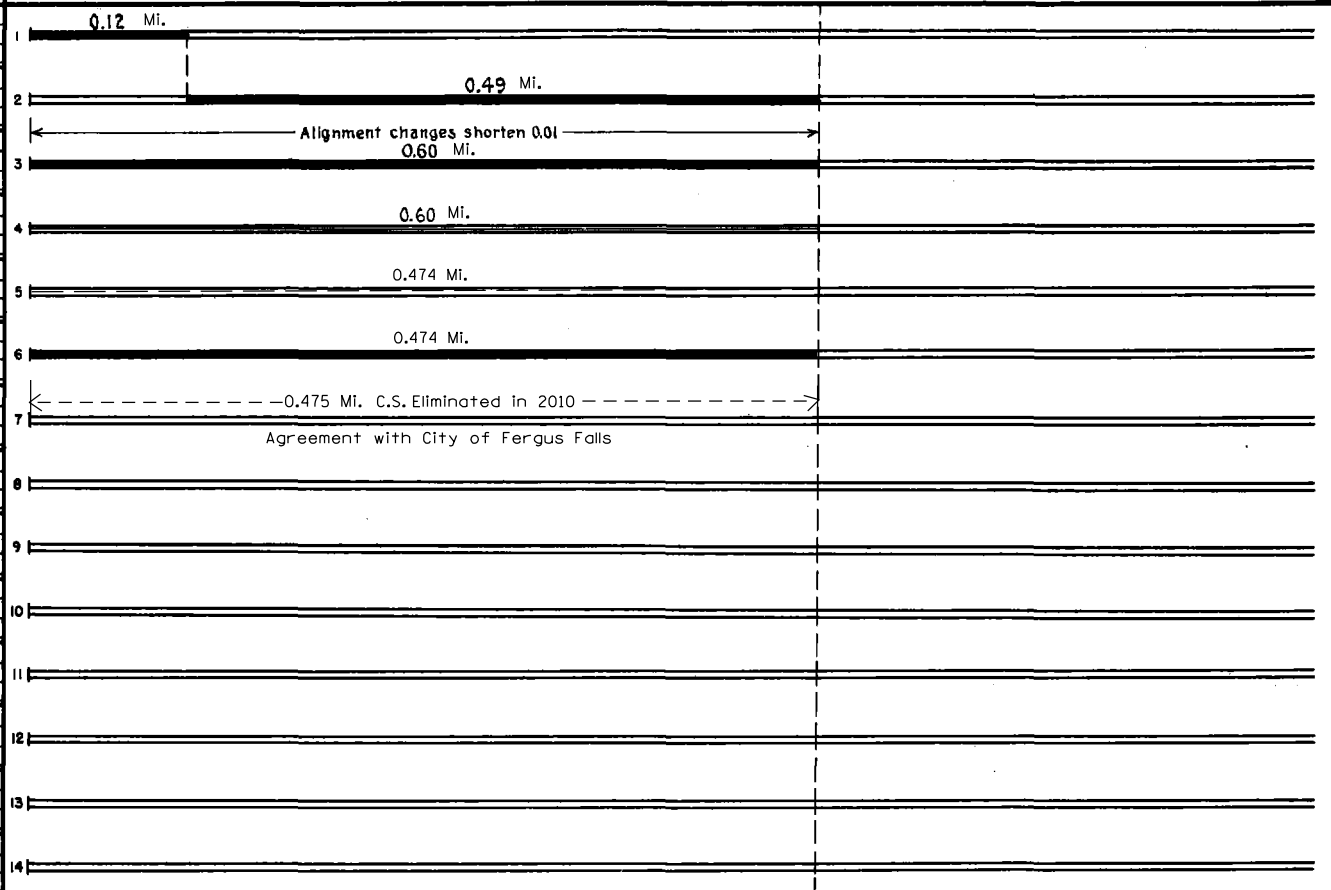 0.12 Mi.
1
0.49 Mi.
2
Alignment changes shorten 0.01
0.60 Mi.
3
0.60 Mi.
4
0.474 Mi.
5
0.474 Mi.
6
0.475 Mi. C.S. Eliminated in 2010
7
Agreement with City of Fergus Falls
8
9
10
11
12
13
14